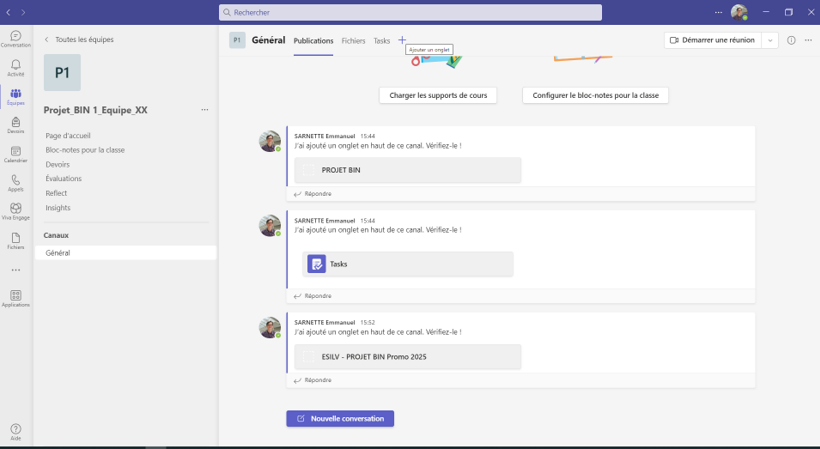 Rechercher
Conversation
Activité
Équipes
Devoirs
Calendrier
Appels
Viva Engage
Fichiers
Applications
Aide
Toutes les équipes
P1
Projet_BIN 1_Equipe_XX
Page d'accueil
Bloc-notes pour la classe
Devoirs
Évaluations
Reflect
Insights
Canaux
Général
P1 Général Publications Fichiers Tasks
Ajouter un onglet
Démarrer une réunion
Charger les supports de cours
Configurer le bloc-notes pour la classe
SARNETTE Emmanuel 15:44
J'ai ajouté un onglet en haut de ce canal. Vérifiez-le !
PROJET BIN
Répondre
SARNETTE Emmanuel 15:44
J'ai ajouté un onglet en haut de ce canal. Vérifiez-le !
Tasks
Répondre
SARNETTE Emmanuel 15:52
J'ai ajouté un onglet en haut de ce canal. Vérifiez-le !
ESILV - PROJET BIN Promo 2025
Répondre
Nouvelle conversation